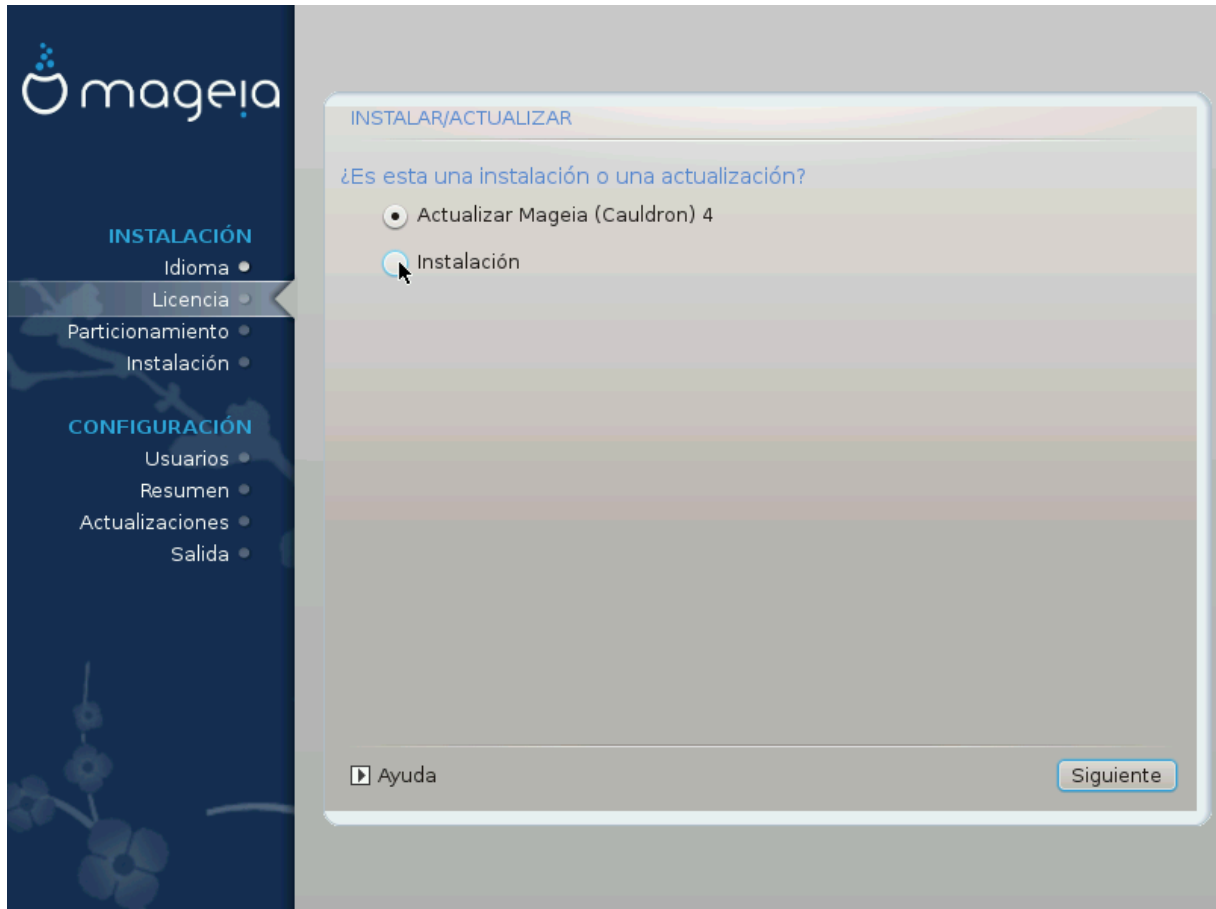 mageia
INSTALACIÓN
Idioma
Licencia
Particionamiento
Instalación
CONFIGURACIÓN
Usuarios
Resumen
Actualizaciones
Salida
INSTALAR/ACTUALIZAR
¿Es esta una instalación o una actualización?
Actualizar Mageia (Cauldron) 4
Instalación
Ayuda
Siguiente